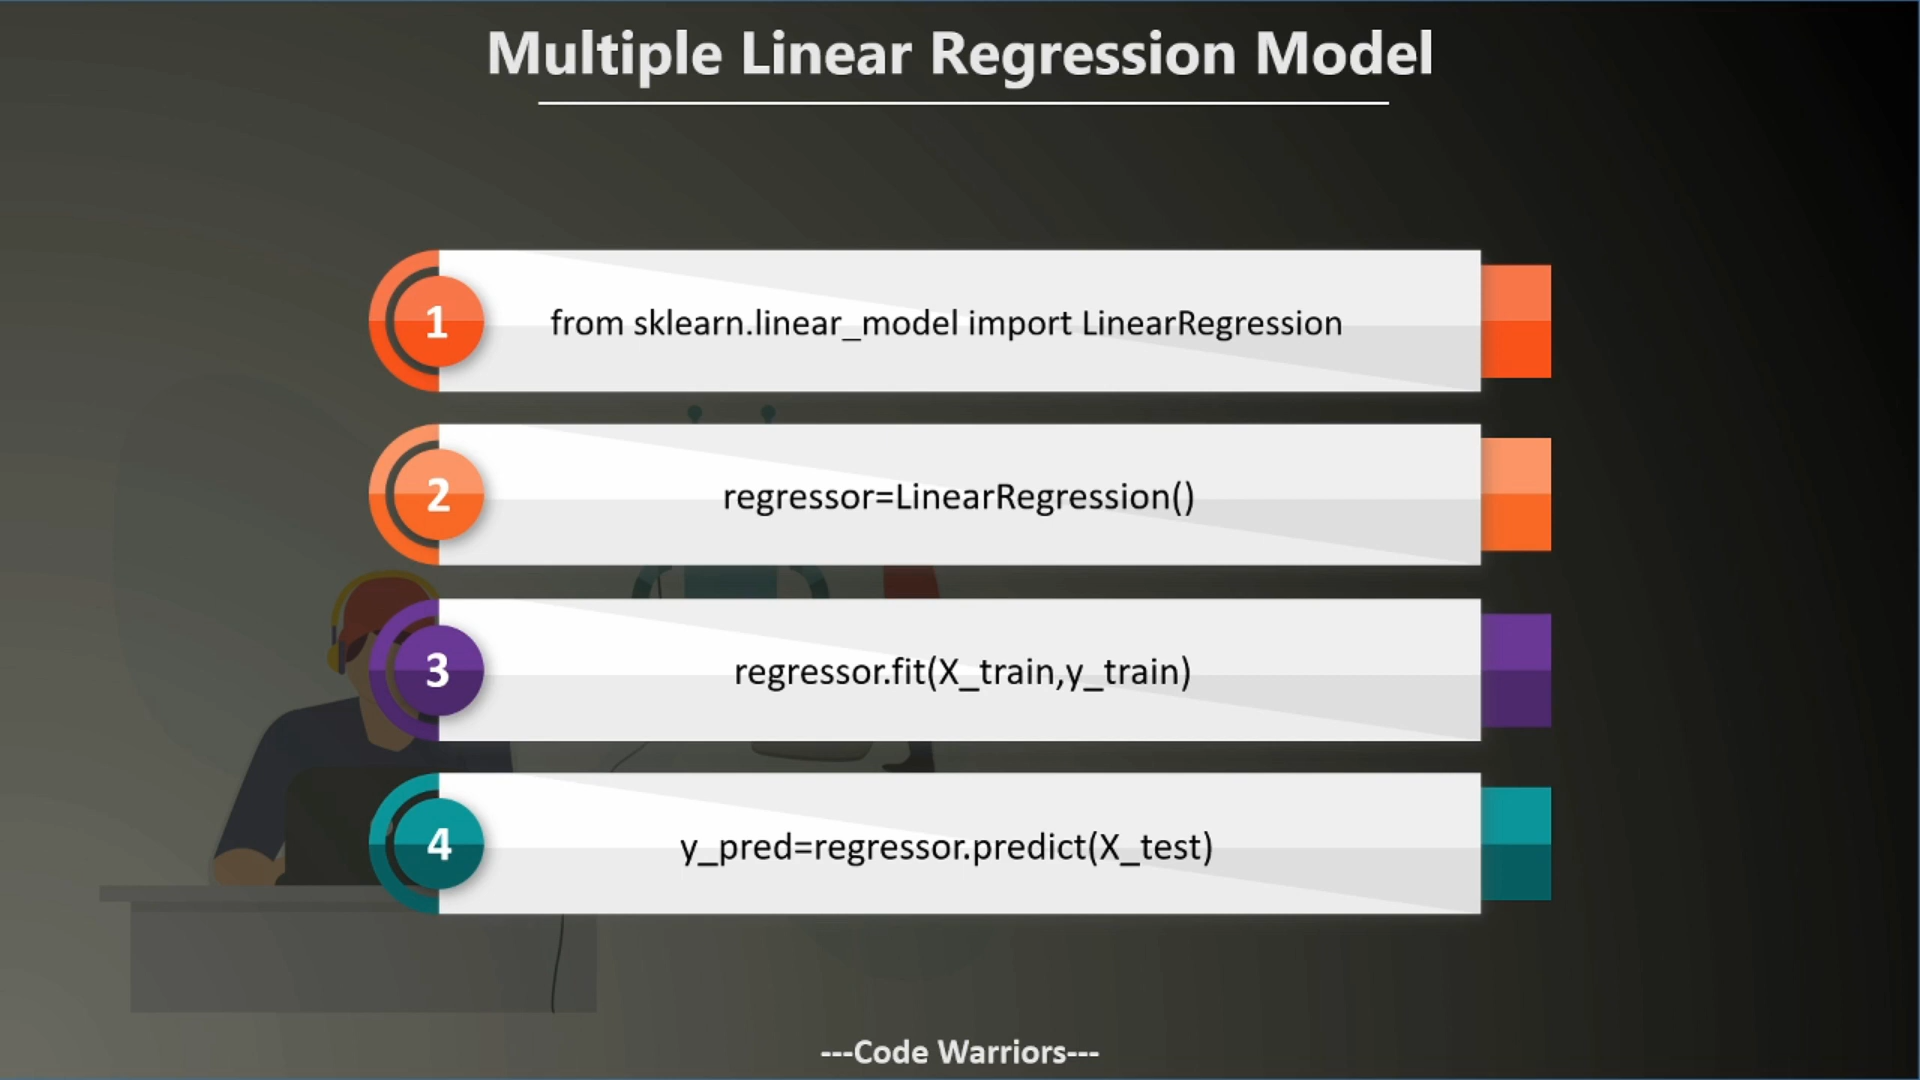 Multiple Linear Regression Model
1
from sklearn.linear_model import LinearRegression
2
regressor=LinearRegression()
3
regressor.fit(X_train,y_train)
4
y_pred=regressor.predict(X_test)
---Code Warriors---